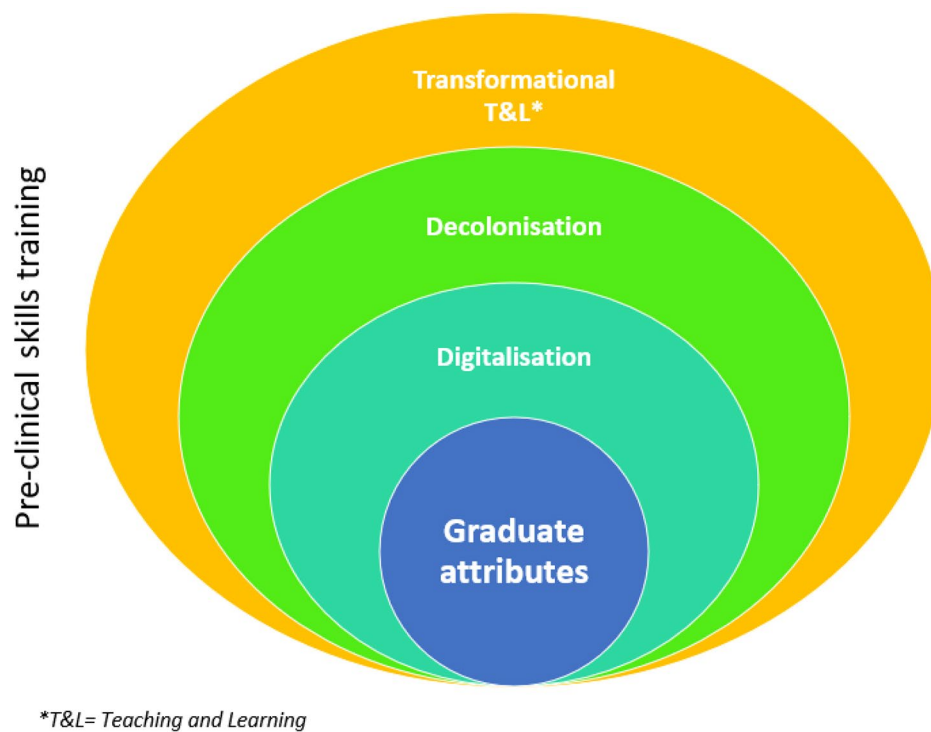 Transformational
T&L*
Decolonisation
Digitalisation
Graduate
attributes
Pre-clinical skills training
*T&L= Teaching and Learning